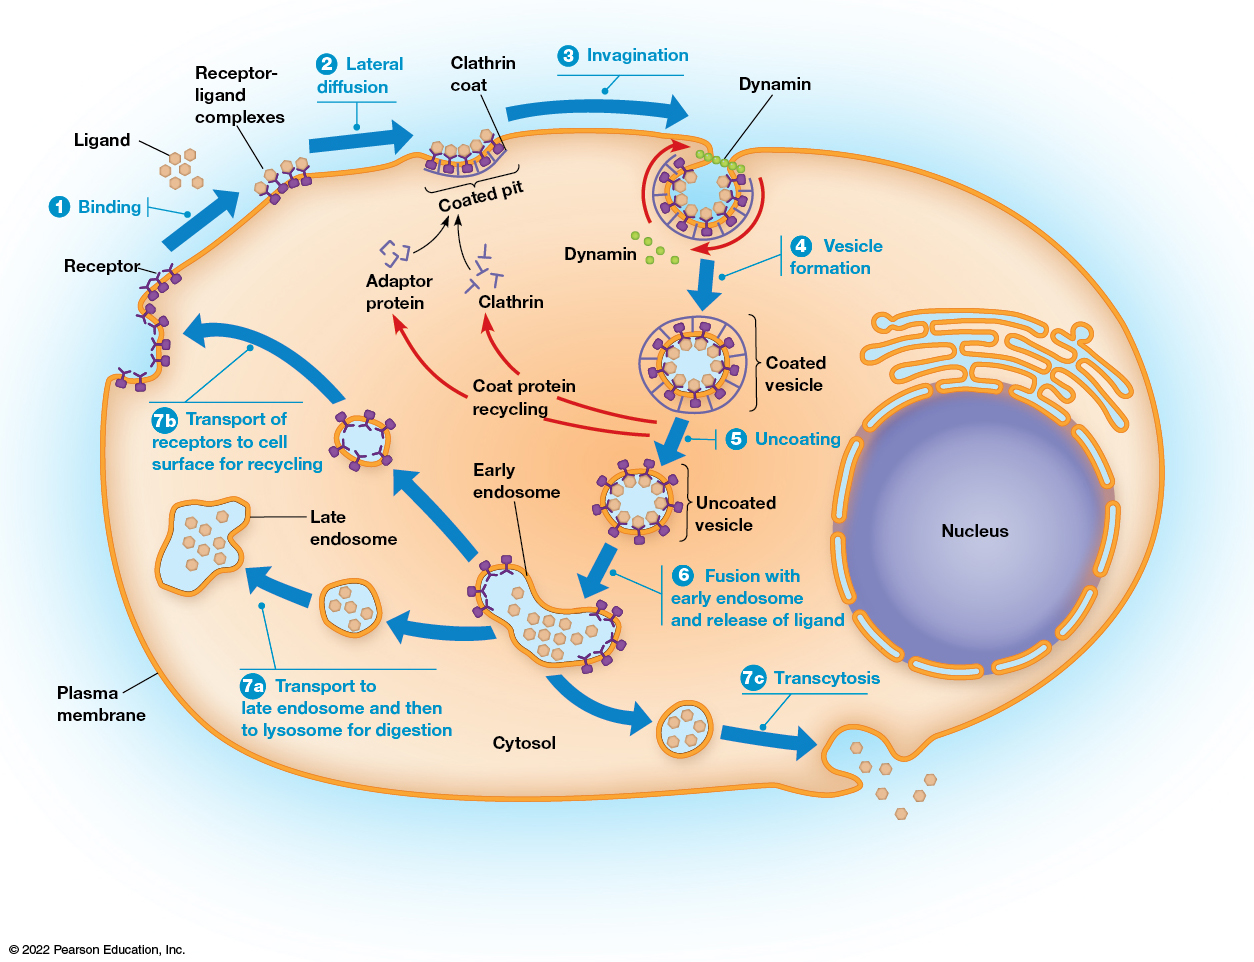 Receptor-
ligand
complexes
2 Lateral
diffusion
Clathrin
coat
3 Invagination
Dynamin
Ligand
1 Binding
Coated pit
Receptor
Adaptor
protein
Clathrin
Dynamin
4 Vesicle
formation
Coated
vesicle
Coat protein
recycling
5 Uncoating
7b Transport of
receptors to cell
surface for recycling
Early
endosome
Uncoated
vesicle
Late
endosome
Nucleus
6 Fusion with
early endosome
and release of ligand
7a Transport to
late endosome and then
to lysosome for digestion
7c Transcytosis
Plasma
membrane
Cytosol
© 2022 Pearson Education, Inc.